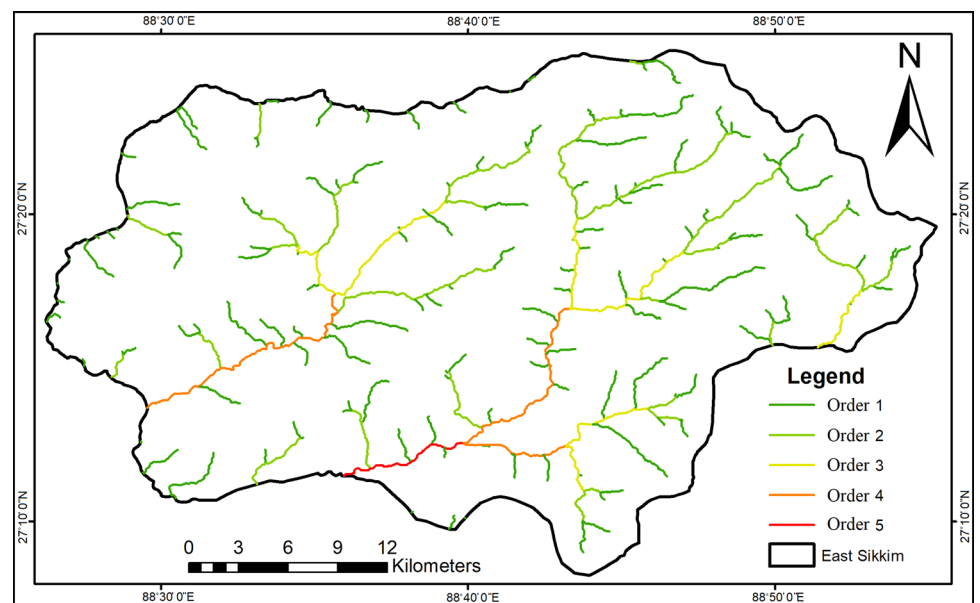 88°30'0"E 88°40'0"E 88°50'0"E
N
27°20'0"N 27°20'0"N
Legend
Order 1
Order 2
Order 3
Order 4
Order 5
East Sikkim
27°10'0"N 27°10'0"N
0 3 6 9 12
Kilometers
88°30'0"E 88°40'0"E 88°50'0"E